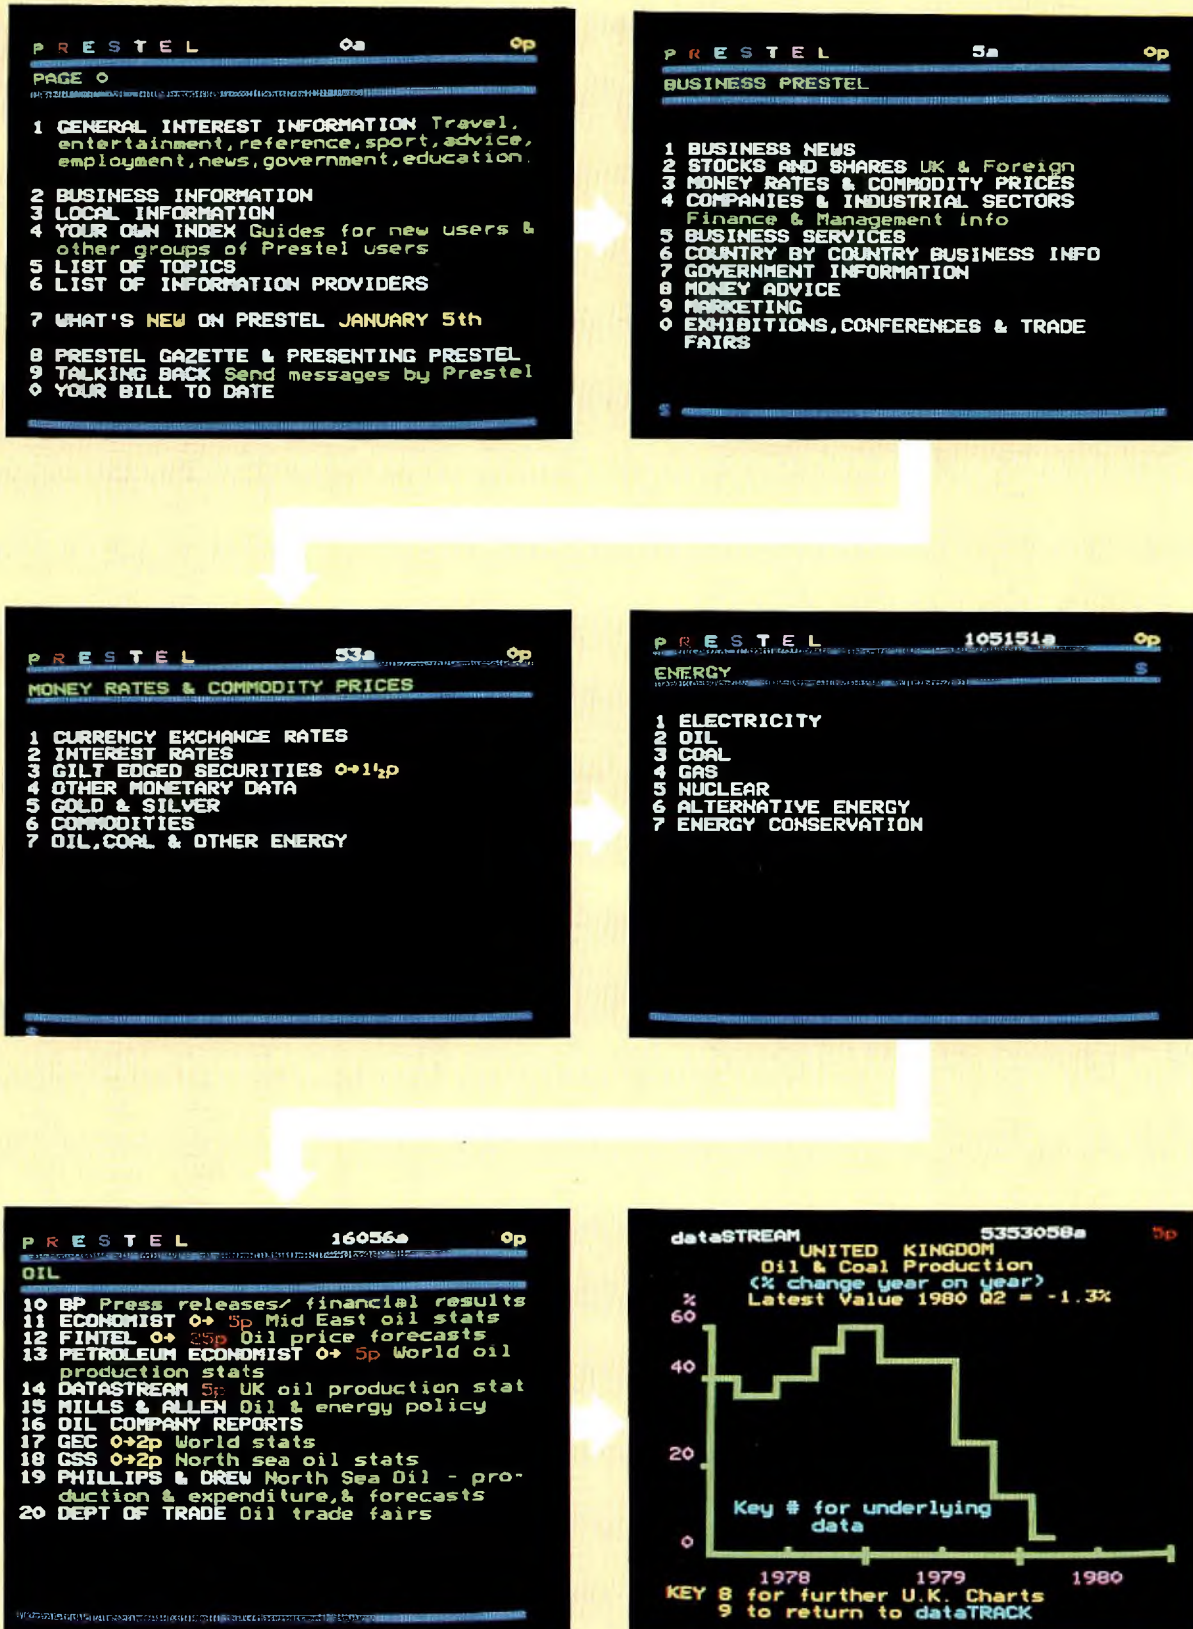 PRESTEL 0a 0p
PAGE 0
1 GENERAL INTEREST INFORMATION Travel,
entertainment,reference,sport,advice,
employment,news,government,education.
2 BUSINESS INFORMATION
3 LOCAL INFORMATION
4 YOUR OWN INDEX Guides for new users &
other groups of Prestel users
5 LIST OF TOPICS
6 LIST OF INFORMATION PROVIDERS
7 WHAT'S NEW ON PRESTEL JANUARY 5th
8 PRESTEL GAZETTE & PRESENTING PRESTEL
9 TALKING BACK Send messages by Prestel
0 YOUR BILL TO DATE
PRESTEL 5a 0p
BUSINESS PRESTEL
1 BUSINESS NEWS
2 STOCKS AND SHARES UK & Foreign
3 MONEY RATES & COMMODITY PRICES
4 COMPANIES & INDUSTRIAL SECTORS
Finance & Management info
5 BUSINESS SERVICES
6 COUNTRY BY COUNTRY BUSINESS INFO
7 GOVERNMENT INFORMATION
8 MONEY ADVICE
9 MARKETING
0 EXHIBITIONS,CONFERENCES & TRADE
FAIRS
S
PRESTEL 53a 0p
MONEY RATES & COMMODITY PRICES
1 CURRENCY EXCHANGE RATES
2 INTEREST RATES
3 GILT EDGED SECURITIES 0→1½p
4 OTHER MONETARY DATA
5 GOLD & SILVER
6 COMMODITIES
7 OIL,COAL & OTHER ENERGY
S
PRESTEL 105151a 0p
ENERGY S
1 ELECTRICITY
2 OIL
3 COAL
4 GAS
5 NUCLEAR
6 ALTERNATIVE ENERGY
7 ENERGY CONSERVATION
PRESTEL 16056a 0p
OIL
10 BP Press releases/ financial results
11 ECONOMIST 0→ 5p Mid East oil stats
12 FINTEL 0→ 25p Oil price forecasts
13 PETROLEUM ECONOMIST 0→ 5p World oil
production stats
14 DATASTREAM 5p UK oil production stat
15 MILLS & ALLEN Oil & energy policy
16 OIL COMPANY REPORTS
17 GEC 0→2p World stats
18 GSS 0→2p North sea oil stats
19 PHILLIPS & DREW North Sea Oil - pro-
duction & expenditure,& forecasts
20 DEPT OF TRADE Oil trade fairs
dataSTREAM 5353058a 5p
UNITED KINGDOM
Oil & Coal Production
(% change year on year)
% Latest Value 1980 Q2 = -1.3%
60
40
20
Key # for underlying
data
0
1978 1979 1980
KEY 8 for further U.K. Charts
9 to return to dataTRACK